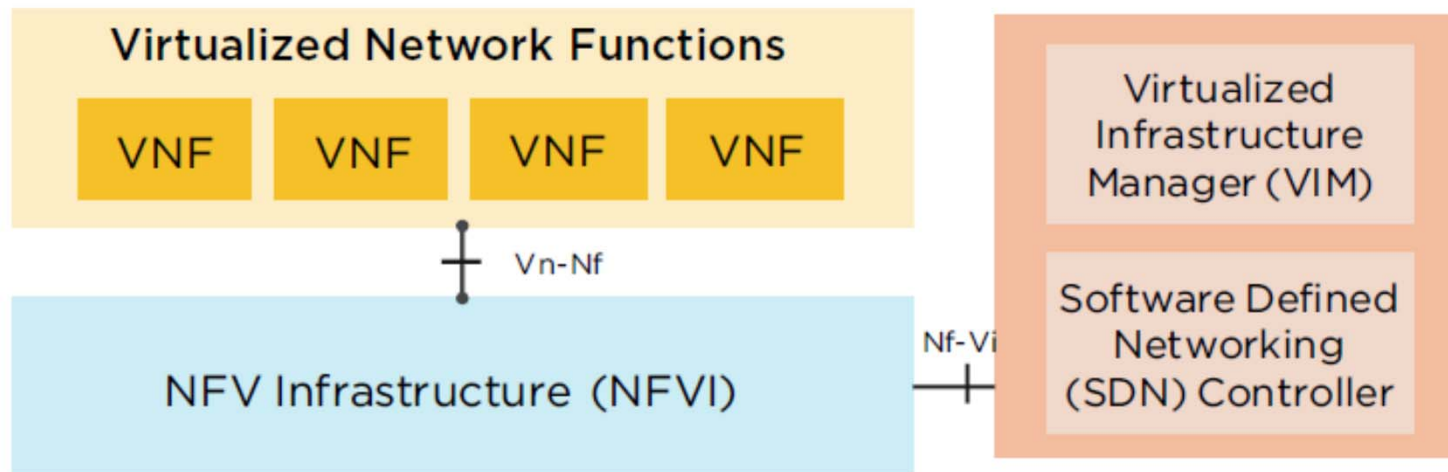 Virtualized Network Functions
VNF VNF VNF VNF
Vn-Nf
NFV Infrastructure (NFVI)
Nf-Vi
Virtualized
Infrastructure
Manager (VIM)
Software Defined
Networking
(SDN) Controller